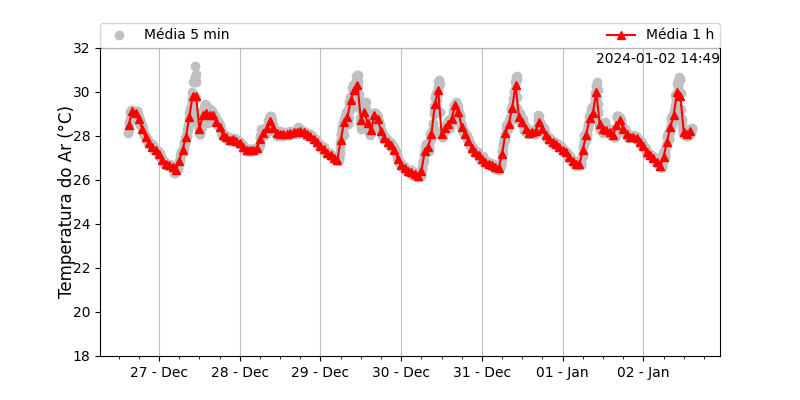 Média 5 min
Média 1 h
2024-01-02 14:49
Temperatura do Ar (°C)
32
30
28
26
24
22
20
18
27 - Dec
28 - Dec
29 - Dec
30 - Dec
31 - Dec
01 - Jan
02 - Jan